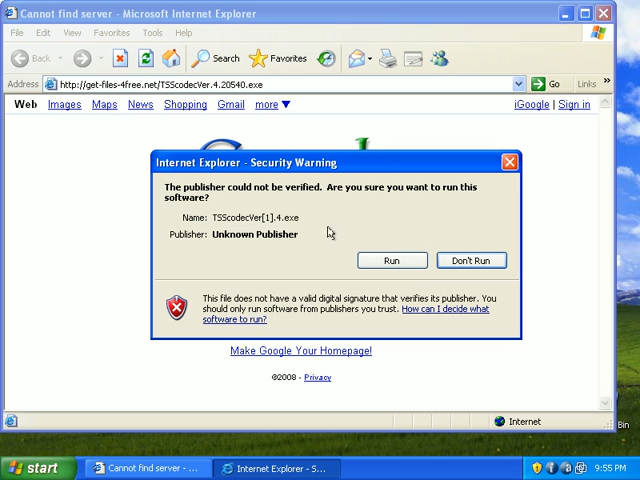 Cannot find server - Microsoft Internet Explorer
File Edit View Favorites Tools Help
Back Search Favorites
Address http://get-files-4free.net/TSScodecVer.4.20540.exe Go Links »
Web Images Maps News Shopping Gmail more ▼ iGoogle | Sign in
Internet Explorer - Security Warning
The publisher could not be verified. Are you sure you want to run this
software?
Name: TSScodecVer[1].4.exe
Publisher: Unknown Publisher
Run Don't Run
This file does not have a valid digital signature that verifies its publisher. You
should only run software from publishers you trust. How can I decide what
software to run?
Make Google Your Homepage!
©2008 - Privacy
Internet
Bin
start Cannot find server - ... Internet Explorer - S... 9:55 PM